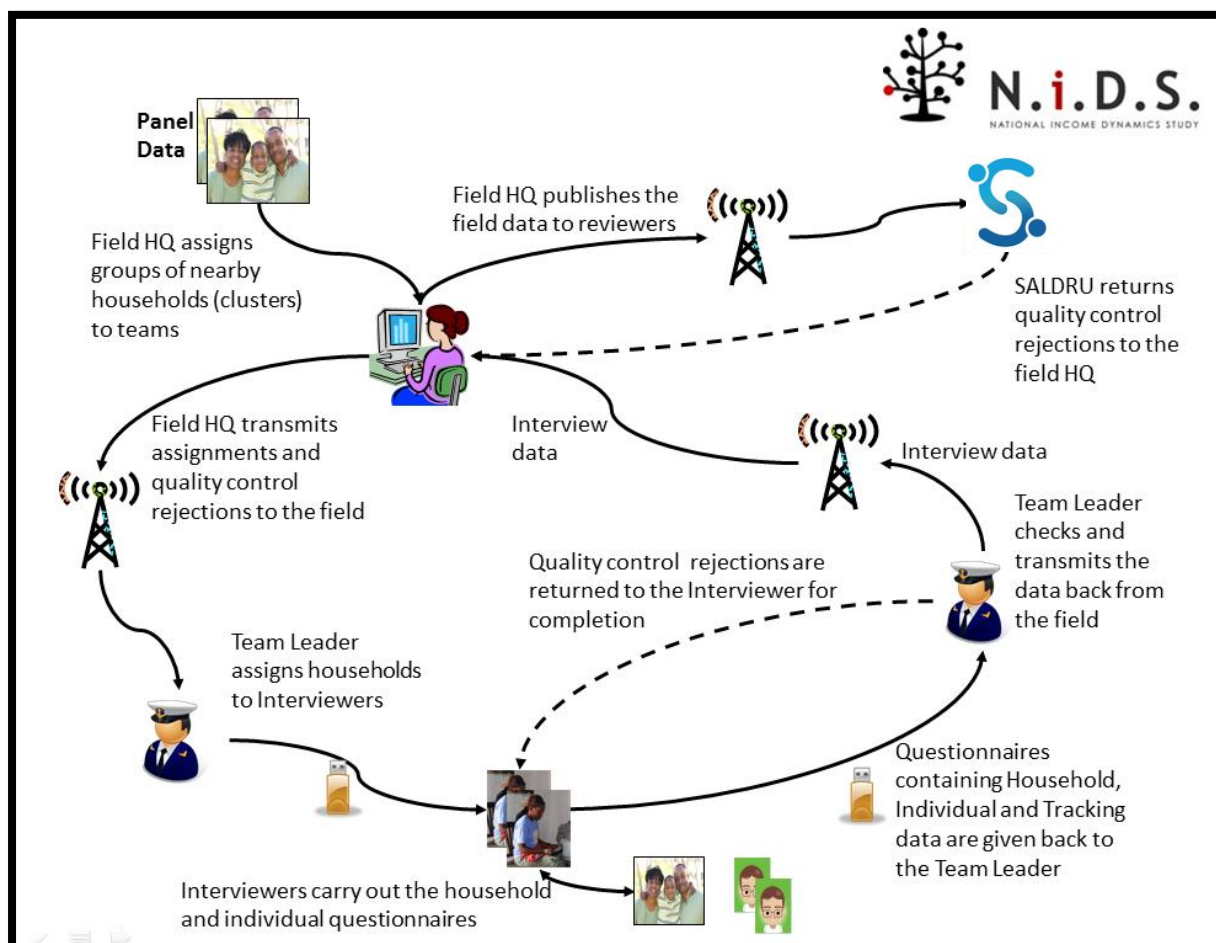 N.i.D.S.
NATIONAL INCOME DYNAMICS STUDY
Panel
Data
Field HQ publishes the
field data to reviewers
Field HQ assigns
groups of nearby
households (clusters)
to teams
SALDRU returns
quality control
rejections to the
field HQ
Field HQ transmits
assignments and
quality control
rejections to the field
Interview
data
Interview data
Team Leader
checks and
transmits the
data back from
the field
Quality control rejections are
returned to the Interviewer for
completion
Team Leader
assigns households
to Interviewers
Questionnaires
containing Household,
Individual and Tracking
data are given back to
the Team Leader
Interviewers carry out the household
and individual questionnaires